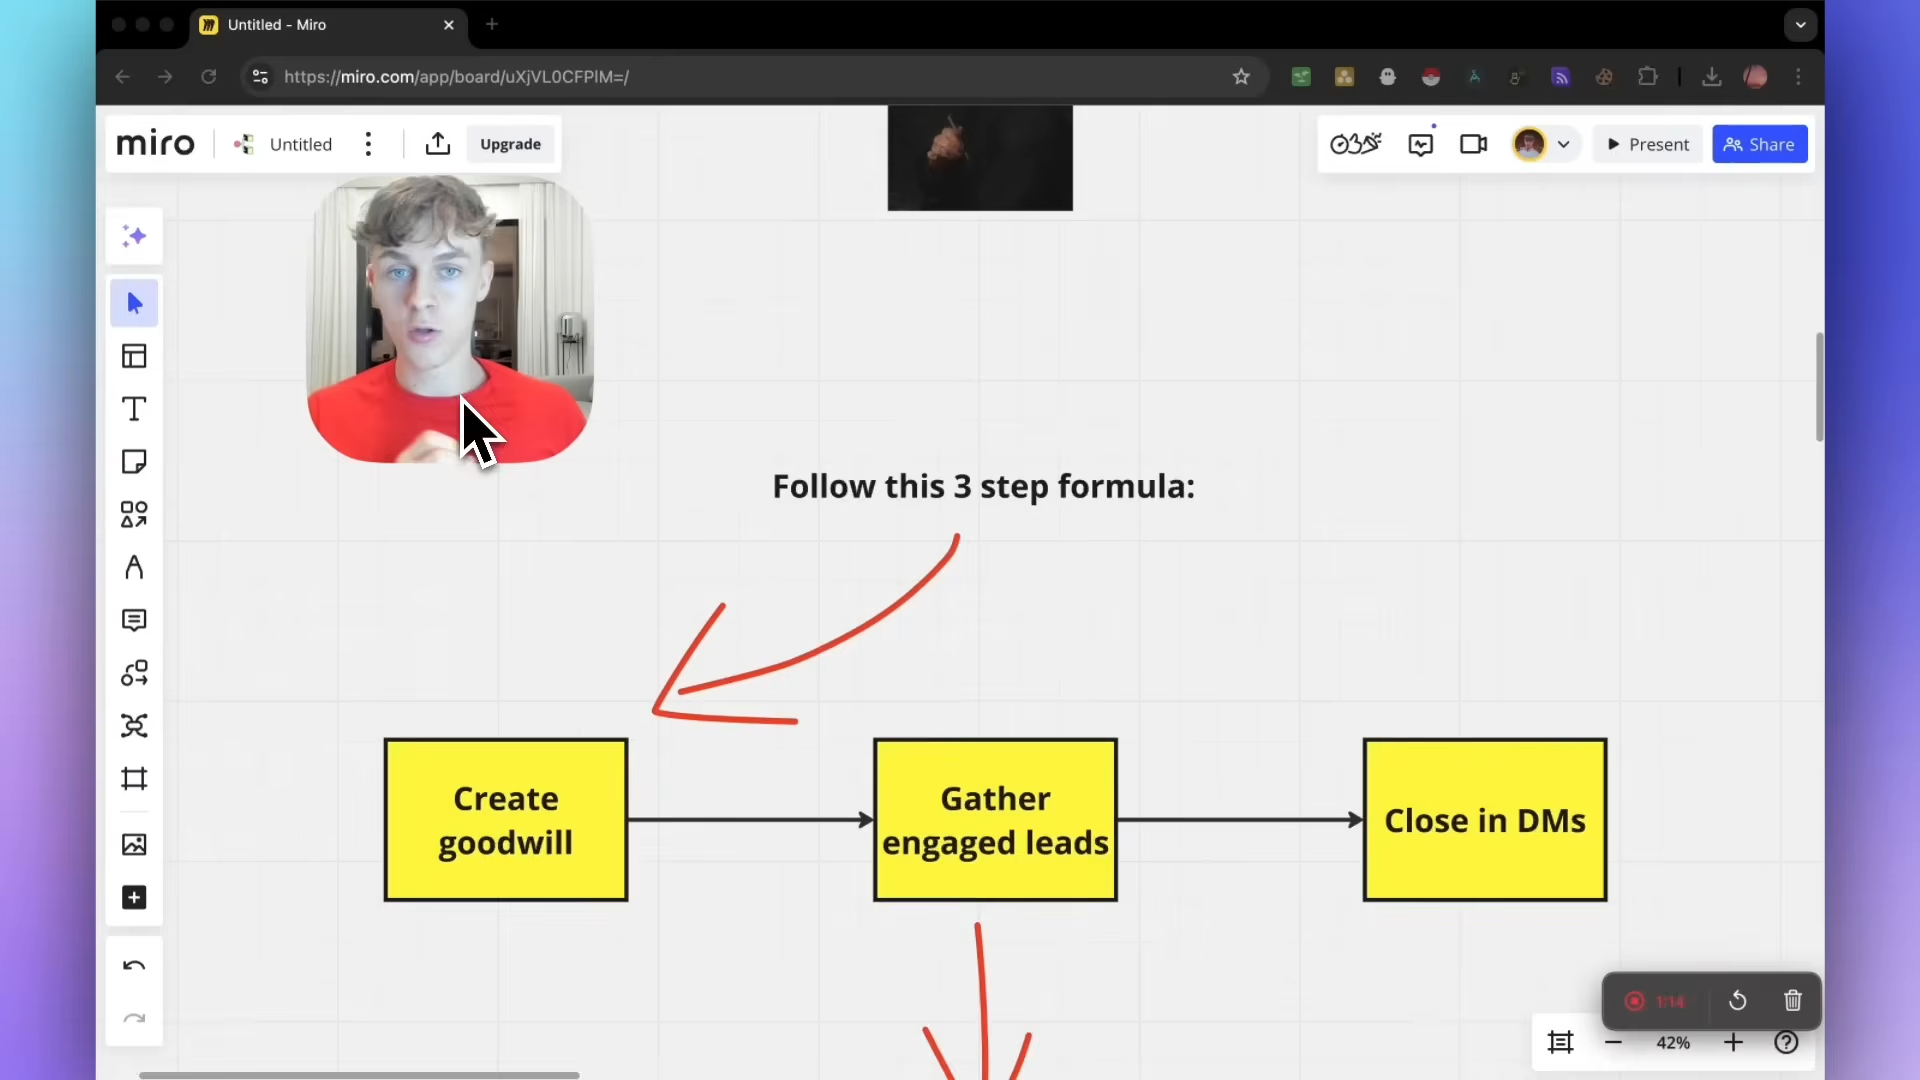 Untitled - Miro
https://miro.com/app/board/uXjVL0CFPlM=/
miro
Untitled
Upgrade
Present
Share
Follow this 3 step formula:
Create
goodwill
Gather
engaged leads
Close in DMs
1:14
42%